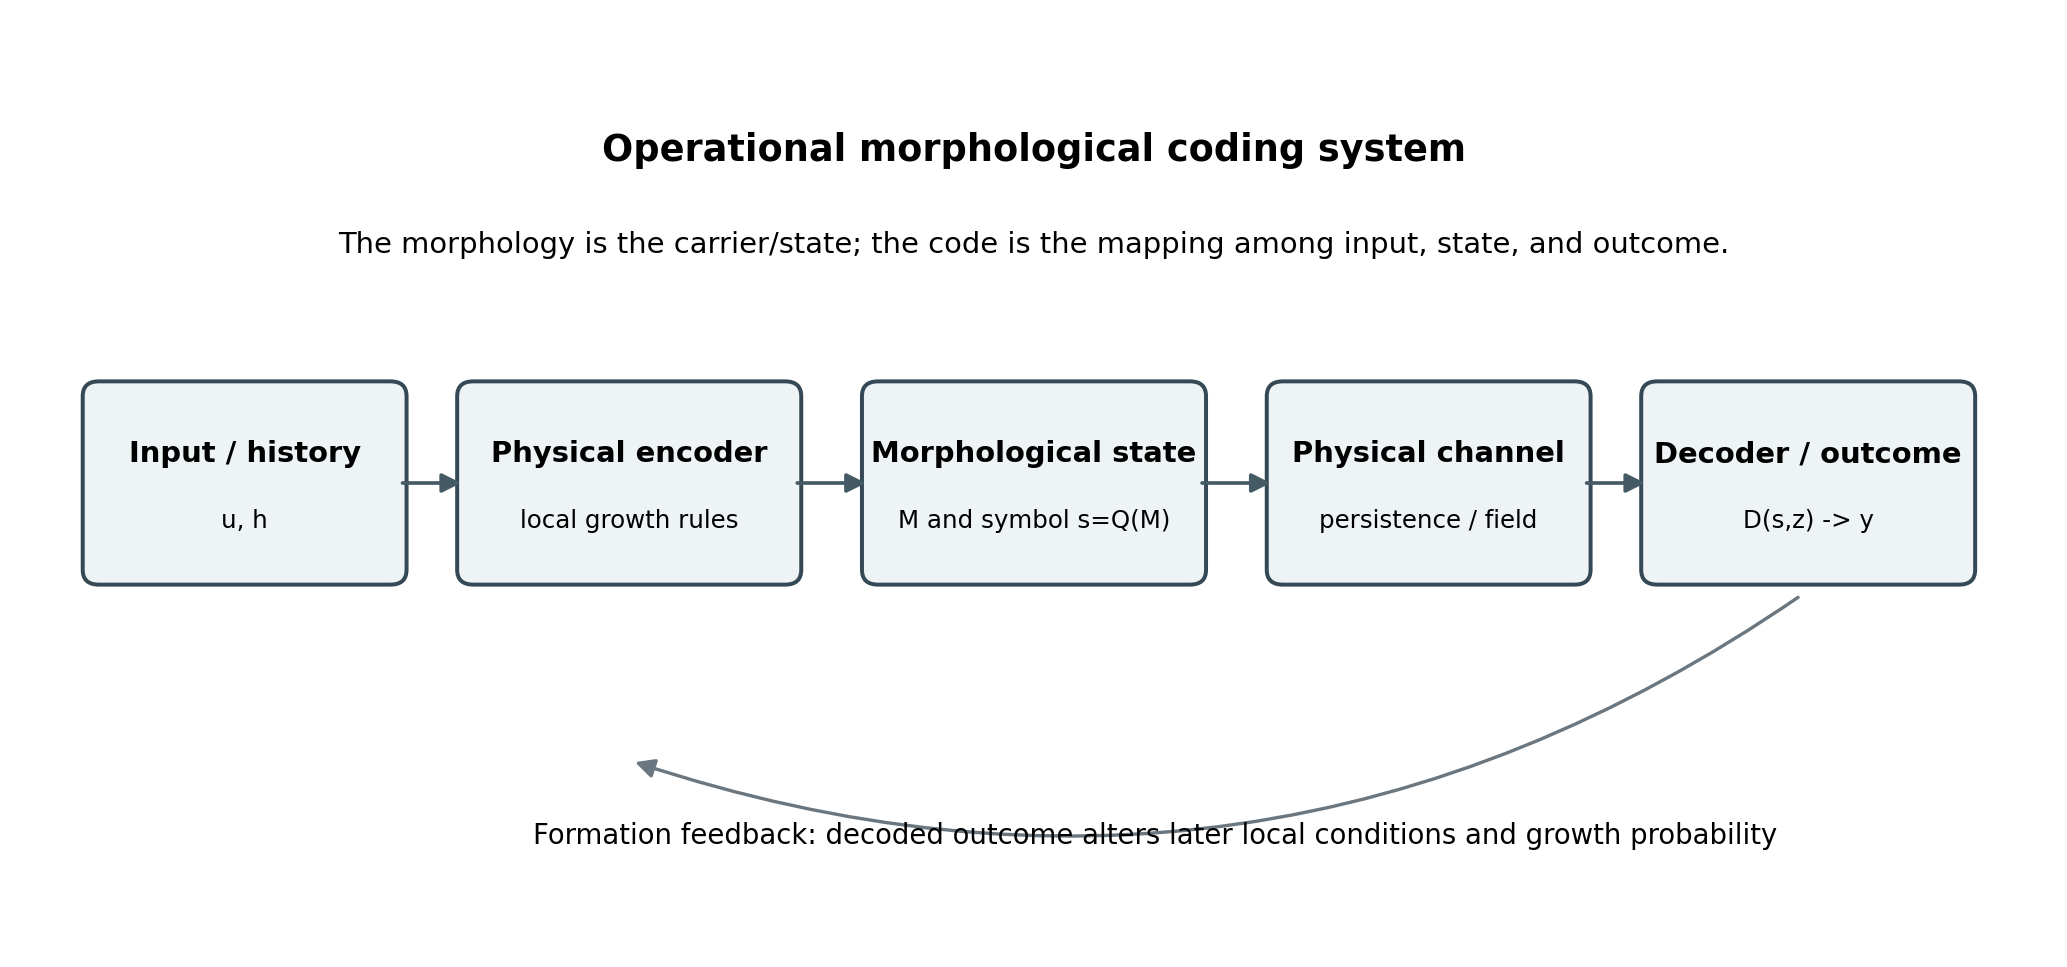 Operational morphological coding system
The morphology is the carrier/state; the code is the mapping among input, state, and outcome.
Input / history
u, h
Physical encoder
local growth rules
Morphological state
M and symbol s=Q(M)
Physical channel
persistence / field
Decoder / outcome
D(s,z) -> y
Formation feedback: decoded outcome alters later local conditions and growth probability